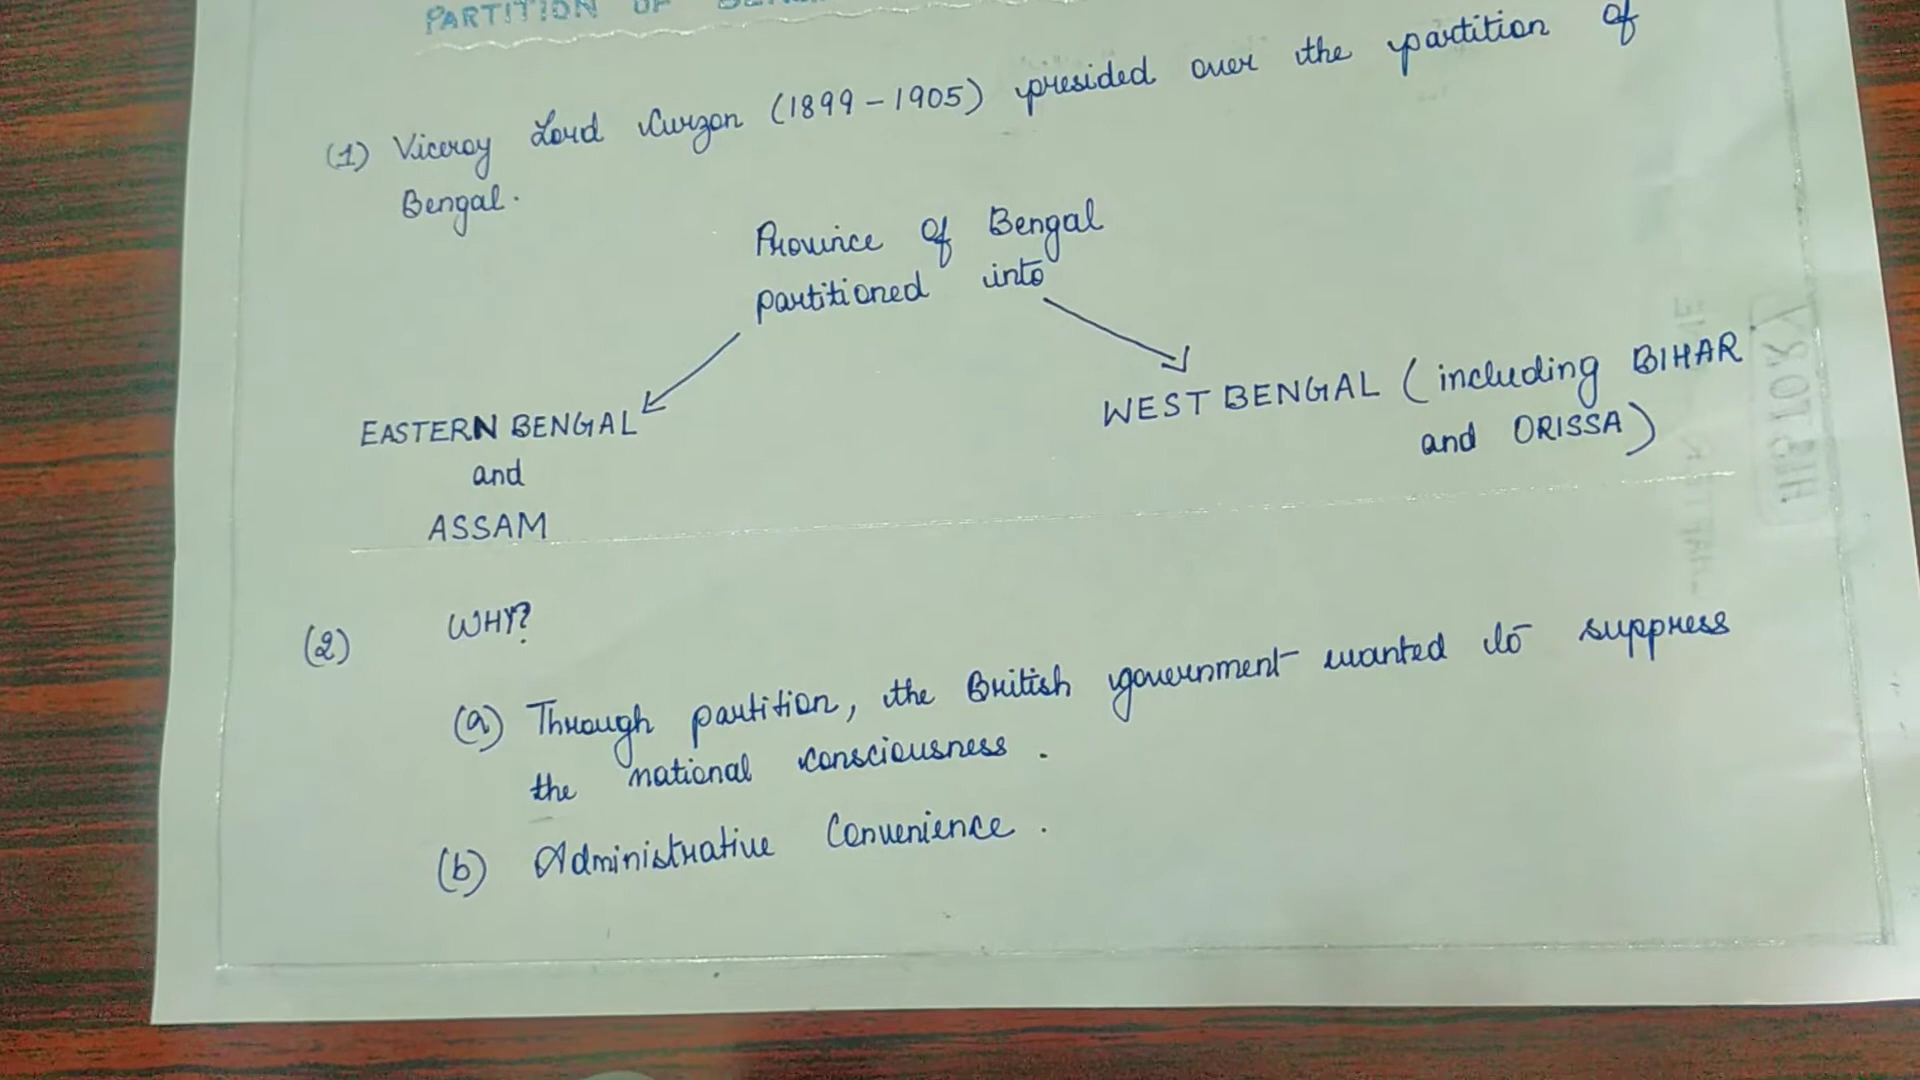 PARTITION OF
(1) Viceroy Lord Curzon (1899-1905) presided over the partition of
Bengal.
Province of Bengal
partitioned into
EASTERN BENGAL
and
ASSAM
WEST BENGAL (including BIHAR
and ORISSA)
(2) WHY?
(a) Through partition, the British government wanted to suppress
the national consciousness.
(b) Administrative Convenience.
HISTORY